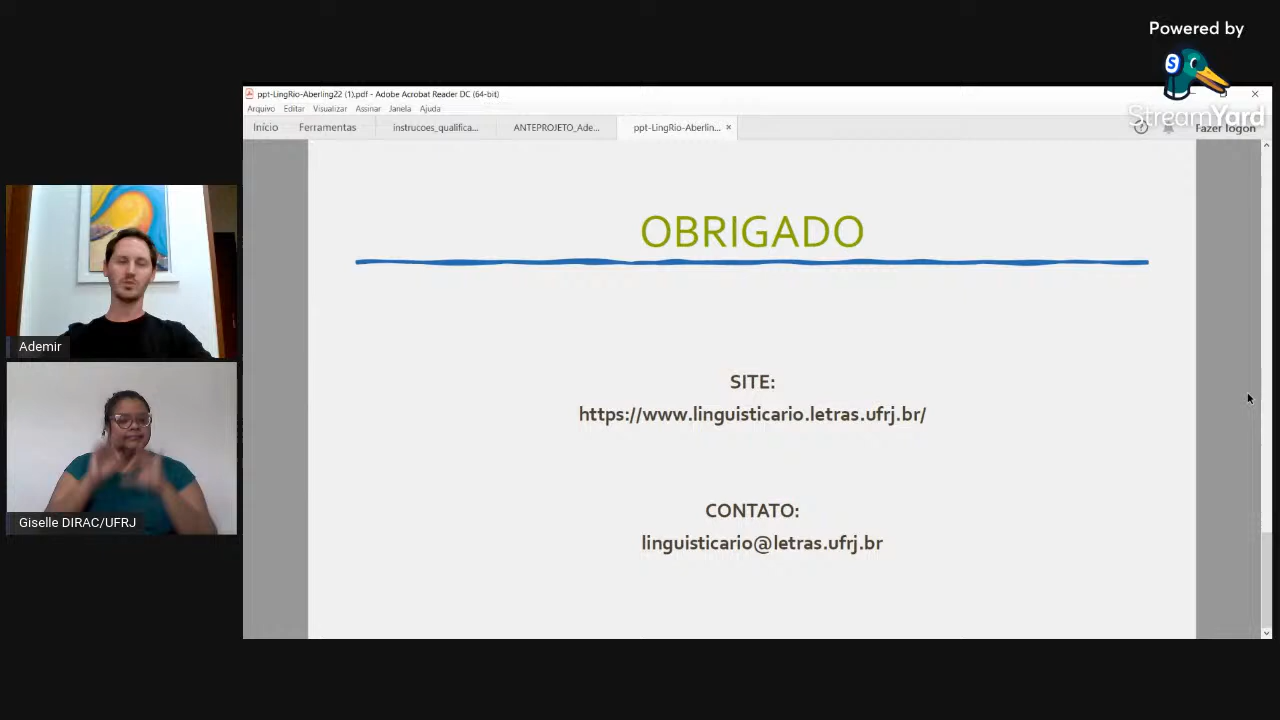 Powered by
StreamYard
ppt-LingRio-Aberling22 (1).pdf - Adobe Acrobat Reader DC (64-bit)
Arquivo Editar Visualizar Assinar Janela Ajuda
Início Ferramentas instrucoes_qualifica... ANTEPROJETO_Ade... ppt-LingRio-Aberlin... × Fazer logon
OBRIGADO
SITE:
https://www.linguisticario.letras.ufrj.br/
CONTATO:
linguisticario@letras.ufrj.br
Ademir
Giselle DIRAC/UFRJ